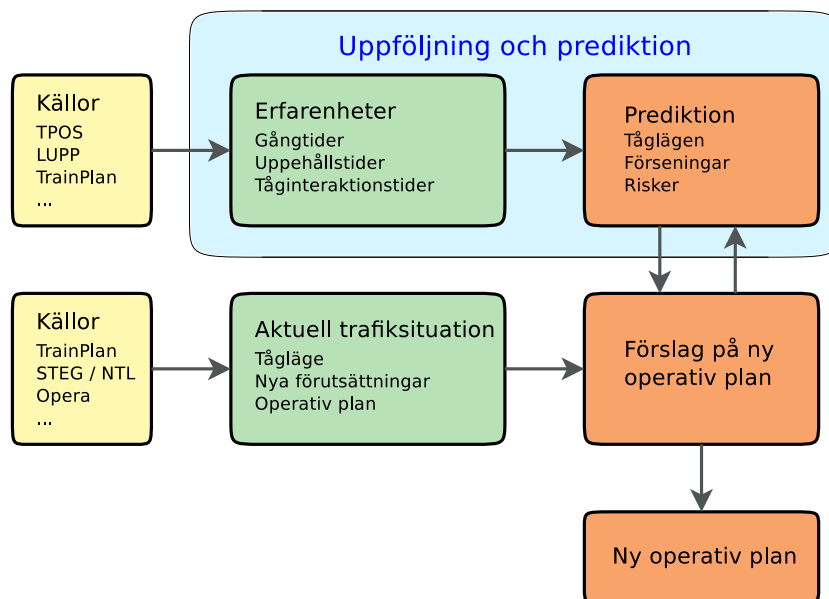 Uppföljning och prediktion
Källor
TPOS
LUPP
TrainPlan
...
Erfarenheter
Gångtider
Uppehållstider
Tåginteraktionstider
Prediktion
Tåglägen
Förseningar
Risker
Källor
TrainPlan
STEG / NTL
Opera
...
Aktuell trafiksituation
Tågläge
Nya förutsättningar
Operativ plan
Förslag på ny
operativ plan
Ny operativ plan